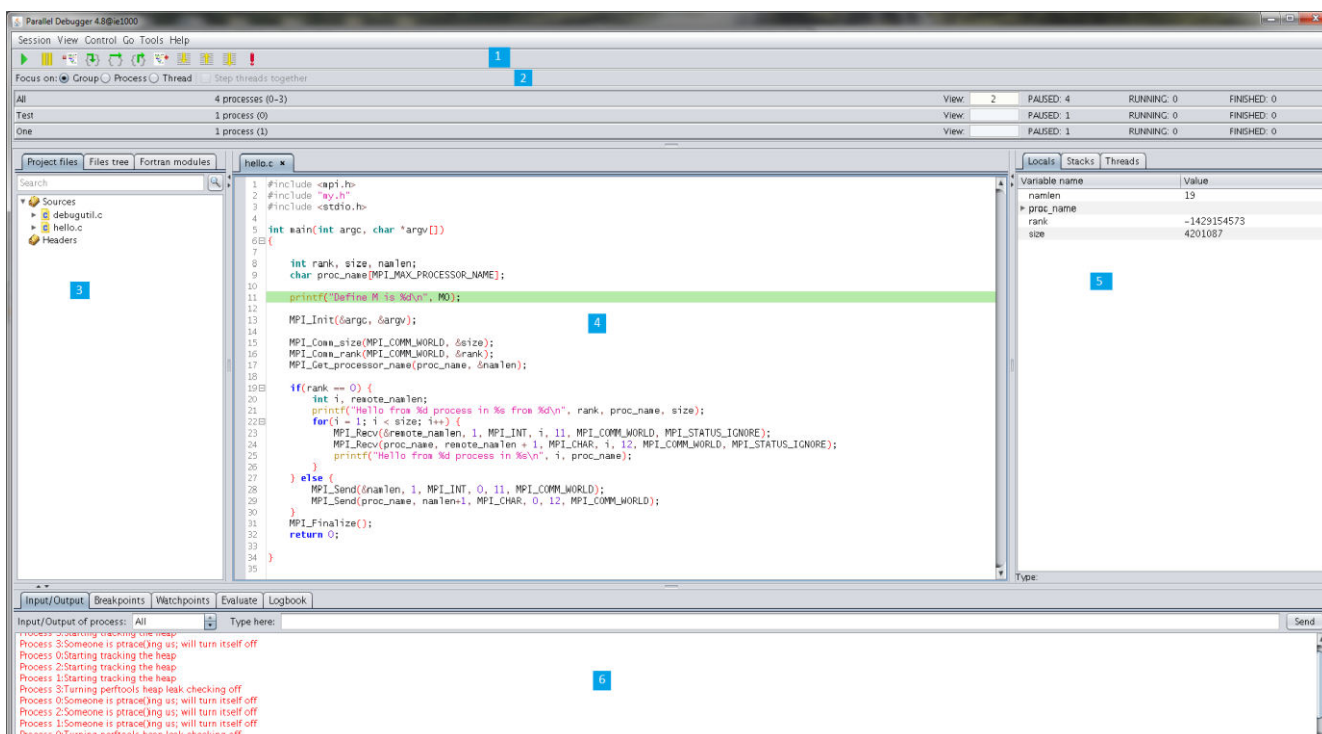 Parallel Debugger 4.8@ie1000
Session View Control Go Tools Help
1
Focus on: Group Process Thread Step threads together
2
All 4 processes (0-3) View: 2 PAUSED: 4 RUNNING: 0 FINISHED: 0
Test 1 process (0) View: PAUSED: 1 RUNNING: 0 FINISHED: 0
One 1 process (1) View: PAUSED: 1 RUNNING: 0 FINISHED: 0
Project files Files tree Fortran modules
Search
Sources
debugutil.c
hello.c
Headers
3
hello.c ×
1 #include <mpi.h>
2 #include "my.h"
3 #include <stdio.h>
4
5 int main(int argc, char *argv[])
6 {
7
8 int rank, size, namlen;
9 char proc_name[MPI_MAX_PROCESSOR_NAME];
10
11 printf("Define M is %d\n", MO);
12
13 MPI_Init(&argc, &argv);
4
14
15 MPI_Comm_size(MPI_COMM_WORLD, &size);
16 MPI_Comm_rank(MPI_COMM_WORLD, &rank);
17 MPI_Get_processor_name(proc_name, &namlen);
18
19 if(rank == 0) {
20 int i, remote_namlen;
21 printf("Hello from %d process in %s from %d\n", rank, proc_name, size);
22 for(i = 1; i < size; i++) {
23 MPI_Recv(&remote_namlen, 1, MPI_INT, i, 11, MPI_COMM_WORLD, MPI_STATUS_IGNORE);
24 MPI_Recv(proc_name, remote_namlen + 1, MPI_CHAR, i, 12, MPI_COMM_WORLD, MPI_STATUS_IGNORE);
25 printf("Hello from %d process in %s\n", i, proc_name);
26 }
27 } else {
28 MPI_Send(&namlen, 1, MPI_INT, 0, 11, MPI_COMM_WORLD);
29 MPI_Send(proc_name, namlen+1, MPI_CHAR, 0, 12, MPI_COMM_WORLD);
30 }
31 MPI_Finalize();
32 return 0;
33
34 }
35
Locals Stacks Threads
Variable name Value
namlen 19
proc_name
rank -1429154573
size 4201087
5
Type:
Input/Output Breakpoints Watchpoints Evaluate Logbook
Input/Output of process: All Type here: Send
Process 3:Starting tracking the heap
Process 3:Someone is ptrace()ing us; will turn itself off
Process 0:Starting tracking the heap
Process 2:Starting tracking the heap
Process 1:Starting tracking the heap
Process 3:Turning perftools heap leak checking off
Process 0:Someone is ptrace()ing us; will turn itself off
Process 2:Someone is ptrace()ing us; will turn itself off
Process 1:Someone is ptrace()ing us; will turn itself off
Process 0:Turning perftools heap leak checking off
6